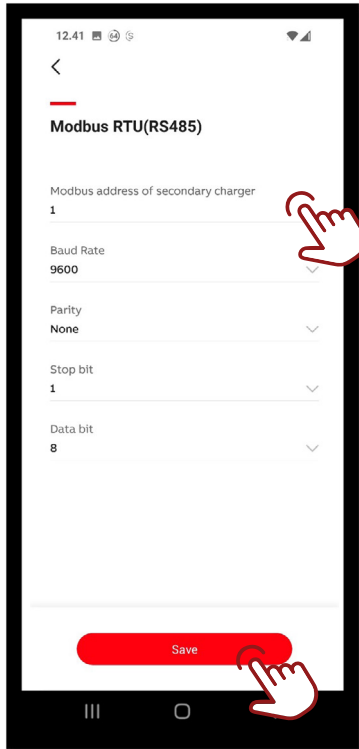 12.41 64
Modbus RTU(RS485)
Modbus address of secondary charger
1
Baud Rate
9600
Parity
None
Stop bit
1
Data bit
8
Save